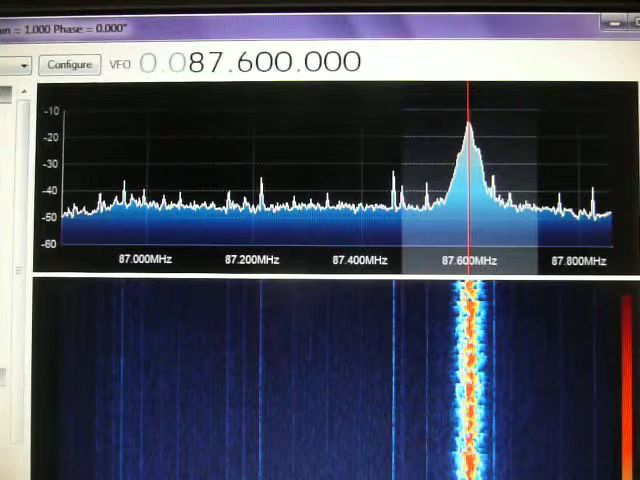 = 1.000 Phase = 0.000°
Configure VFO 0.087.600.000
-10
-20
-30
-40
-50
-60
87.000MHz 87.200MHz 87.400MHz 87.600MHz 87.800MHz